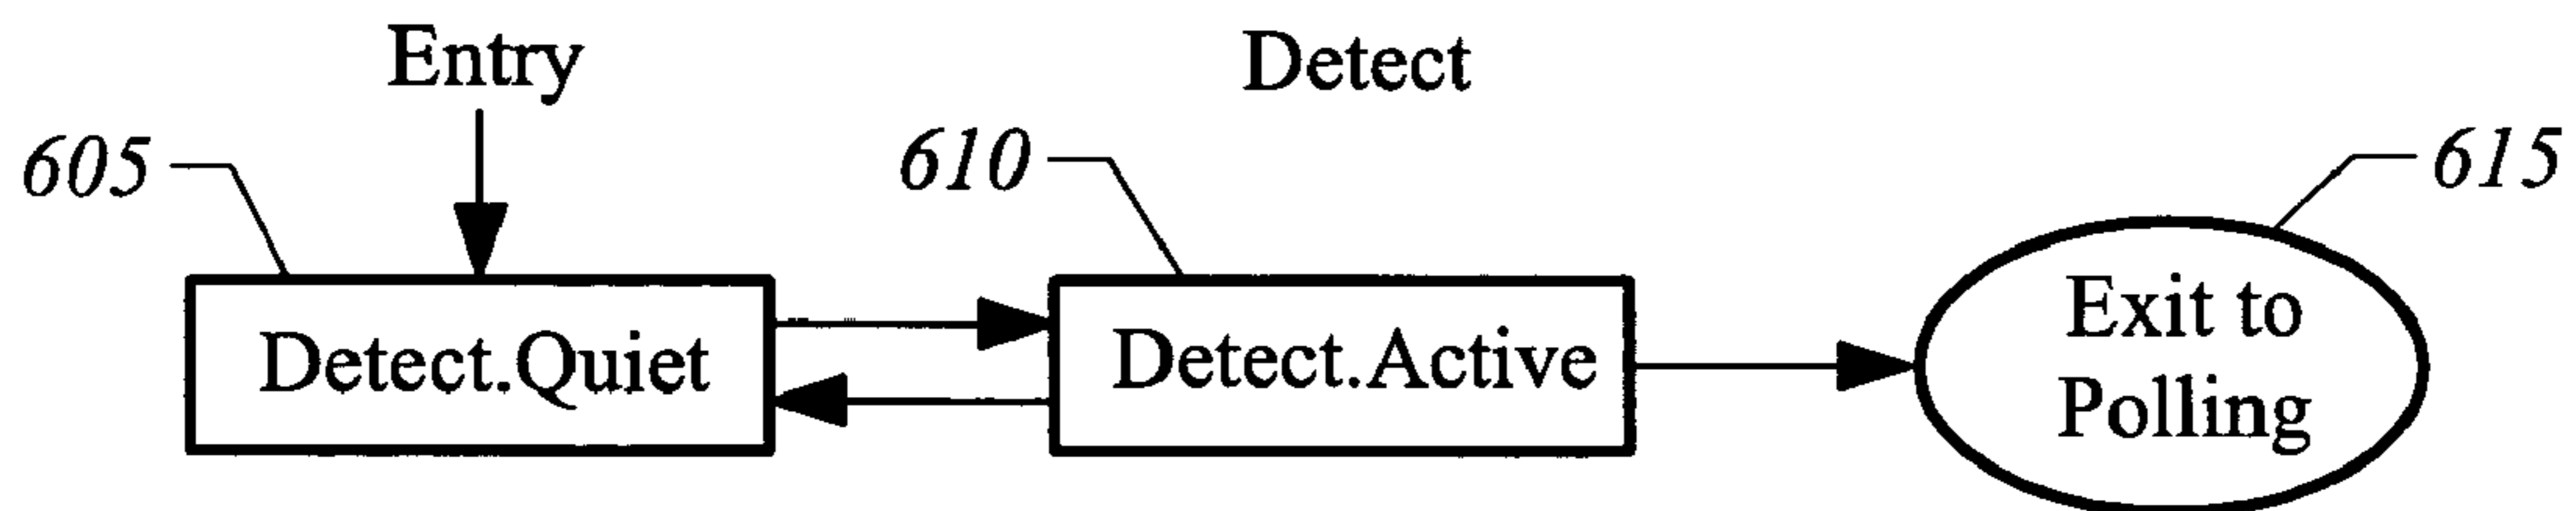 Entry
Detect
605
610
615
Detect.Quiet
Detect.Active
Exit to
Polling